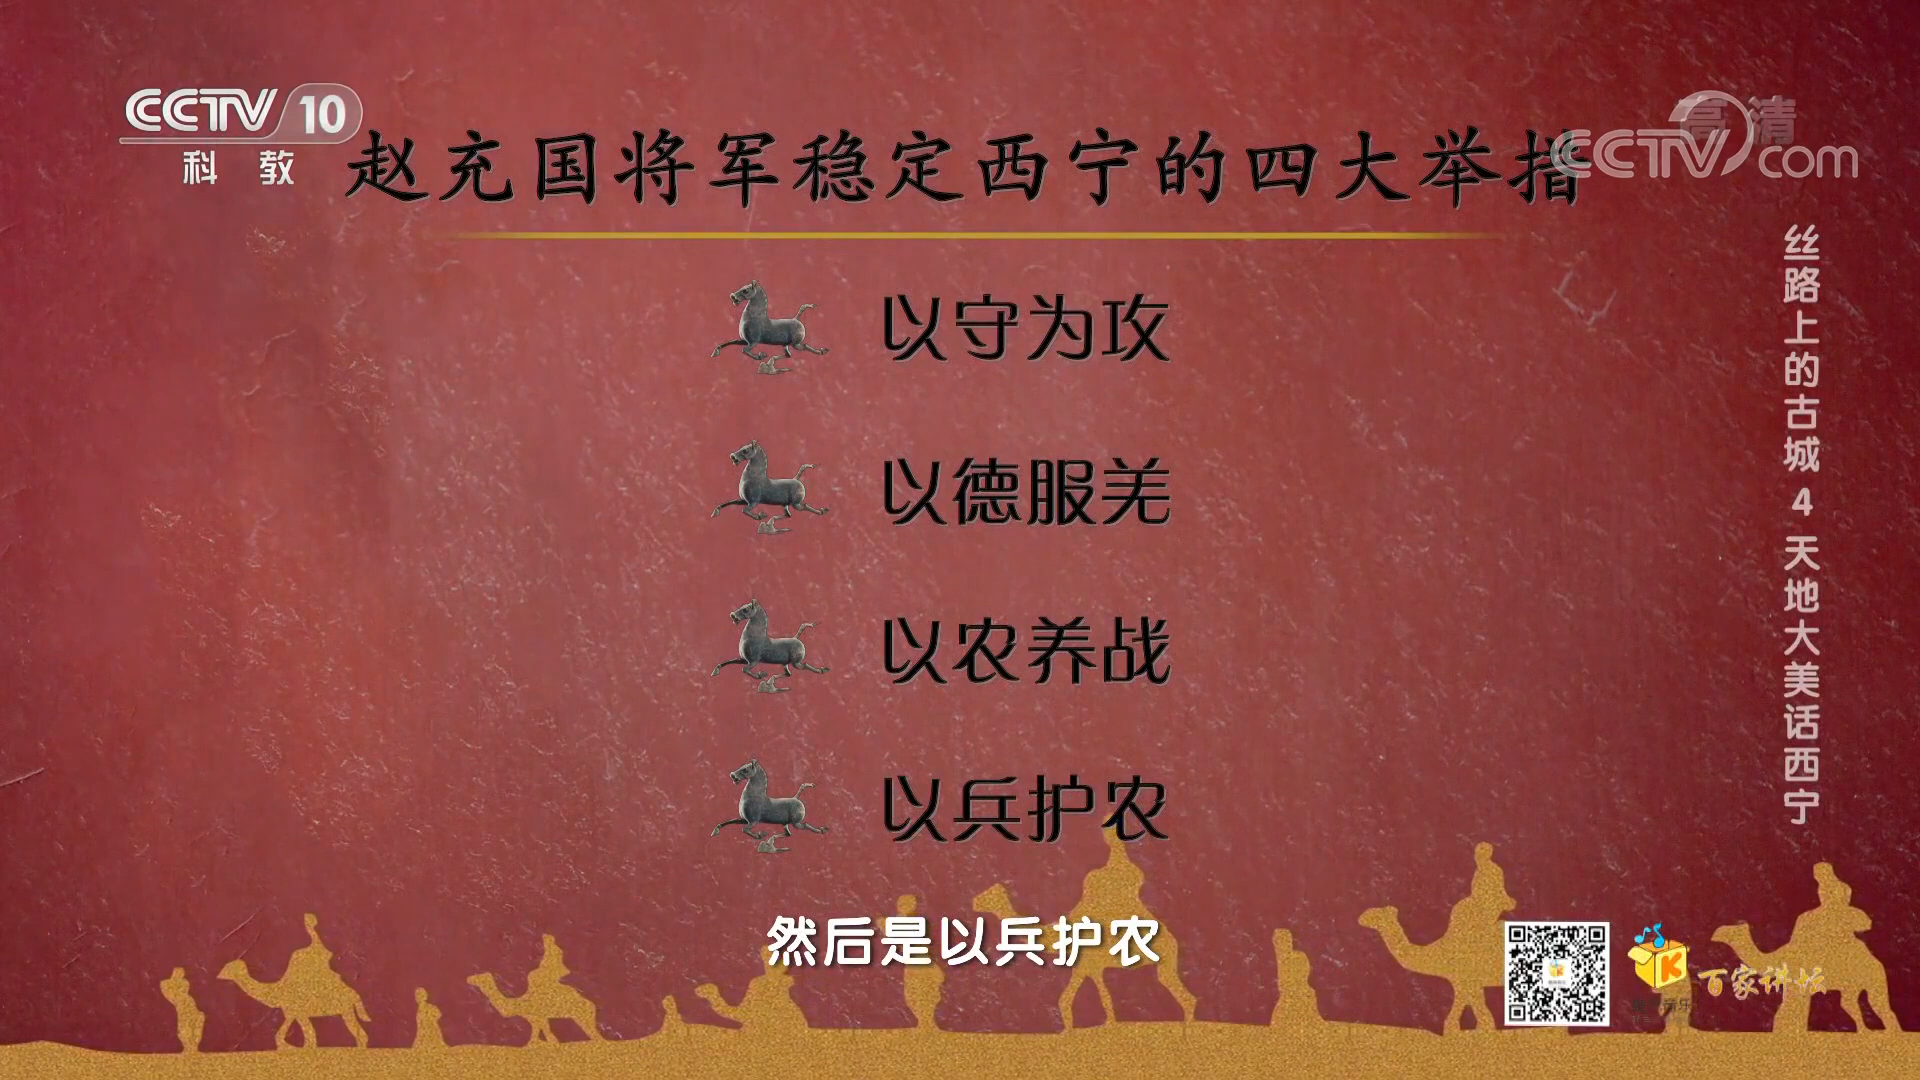 CCTV 10
科教
高清
CCTV com
赵充国将军稳定西宁的四大举措
以守为攻
以德服羌
以农养战
以兵护农
丝路上的古城 4 天地大美话西宁
然后是以兵护农
K
百家讲坛